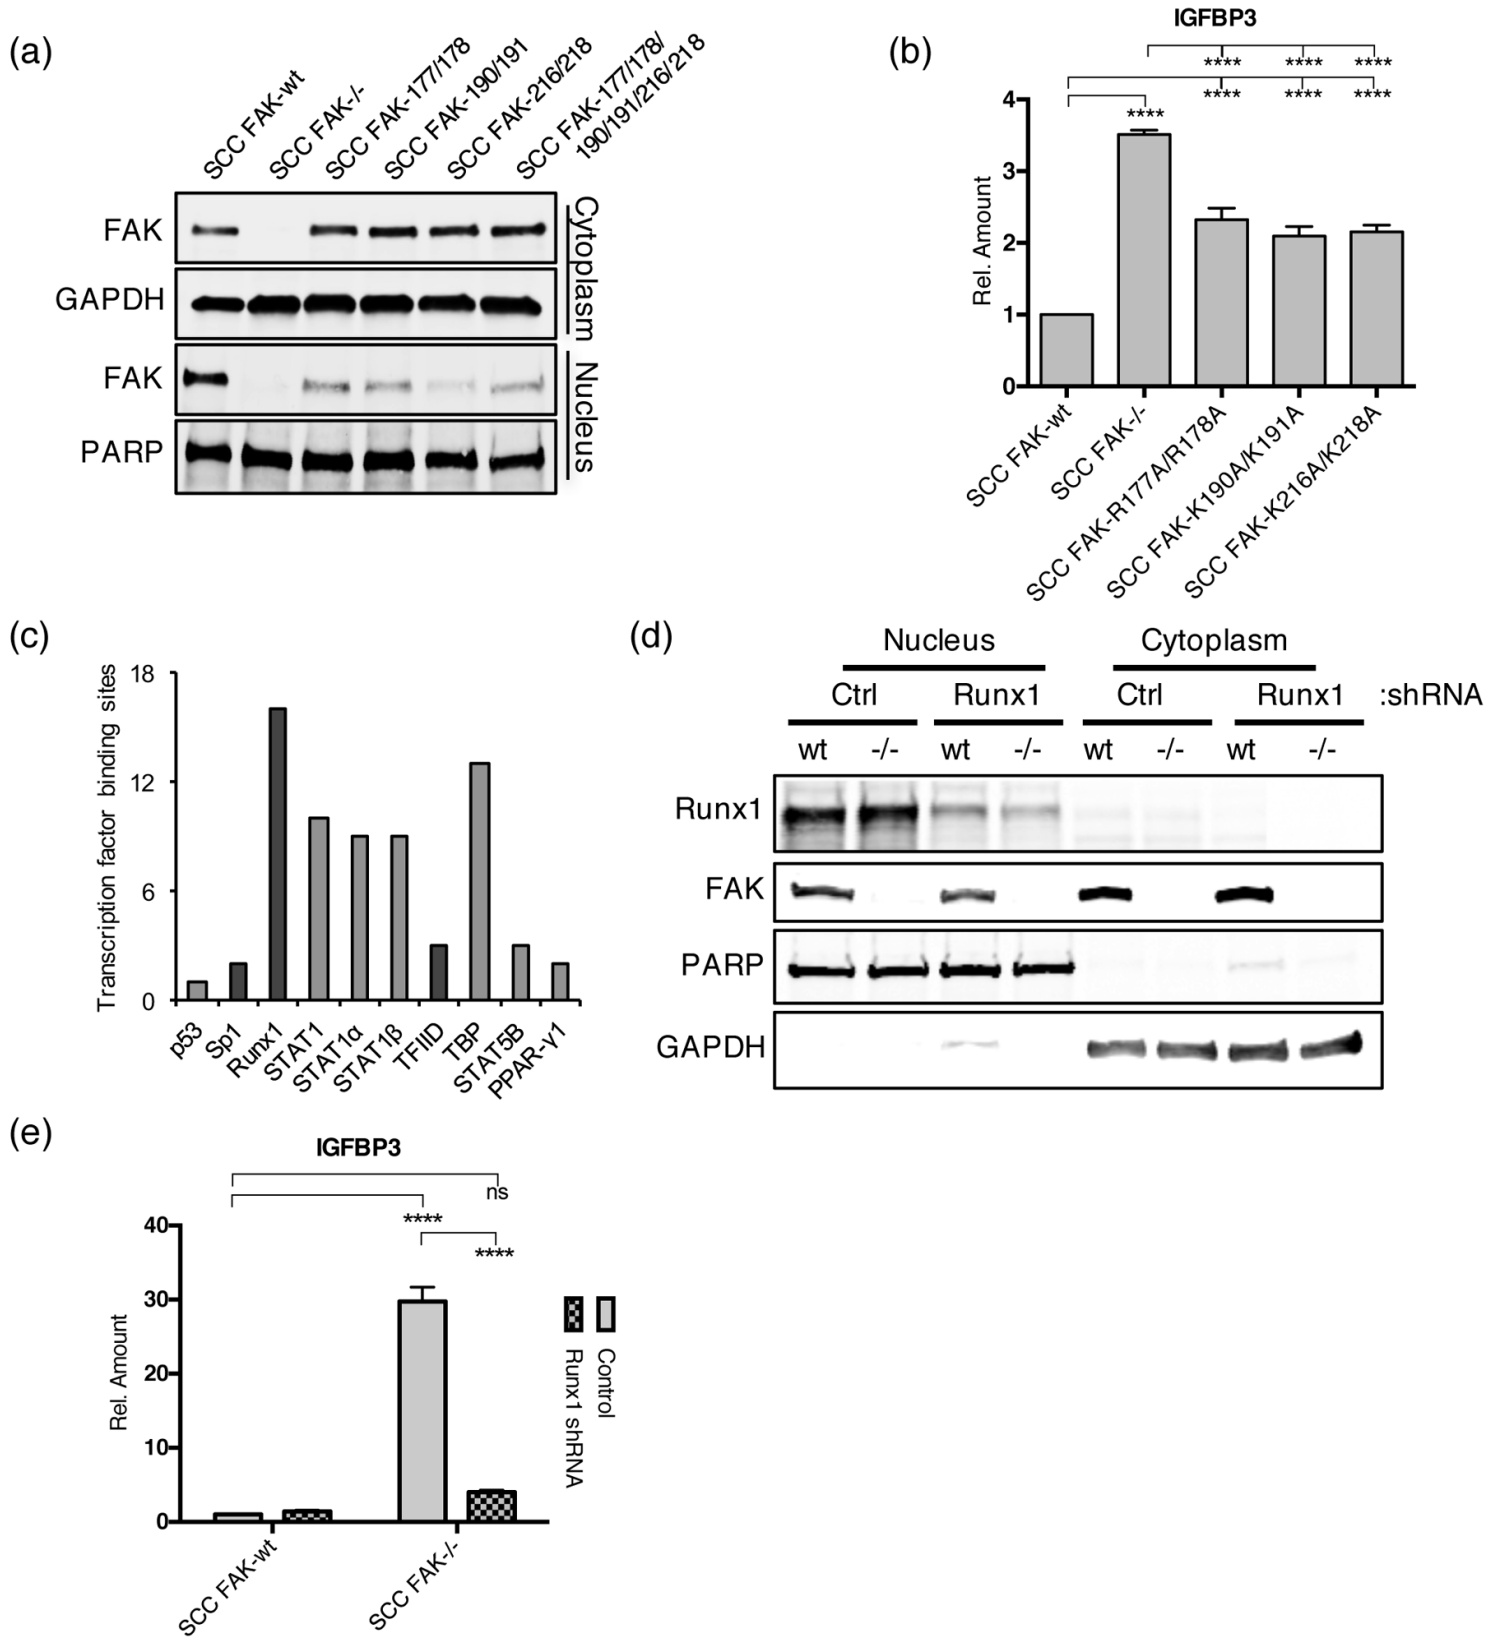 (a)
SCC FAK-wt
SCC FAK-/-
SCC FAK-177/178
SCC FAK-190/191
SCC FAK-216/218
SCC FAK-177/178/
190/191/216/218
FAK
GAPDH
Cytoplasm
FAK
PARP
Nucleus
(b)
IGFBP3
**** **** ****
**** **** ****
****
Rel. Amount
4
3
2
1
0
SCC FAK-wt
SCC FAK-/-
SCC FAK-R177A/R178A
SCC FAK-K190A/K191A
SCC FAK-K216A/K218A
(c)
Transcription factor binding sites
18
12
6
0
p53
Sp1
Runx1
STAT1
STAT1α
STAT1β
TFIID
TBP
STAT5B
PPAR-γ1
(d)
Nucleus Cytoplasm
Ctrl Runx1 Ctrl Runx1 :shRNA
wt -/- wt -/- wt -/- wt -/-
Runx1
FAK
PARP
GAPDH
(e)
IGFBP3
ns
****
****
Rel. Amount
40
30
20
10
0
SCC FAK-wt
SCC FAK-/-
Control
Runx1 shRNA